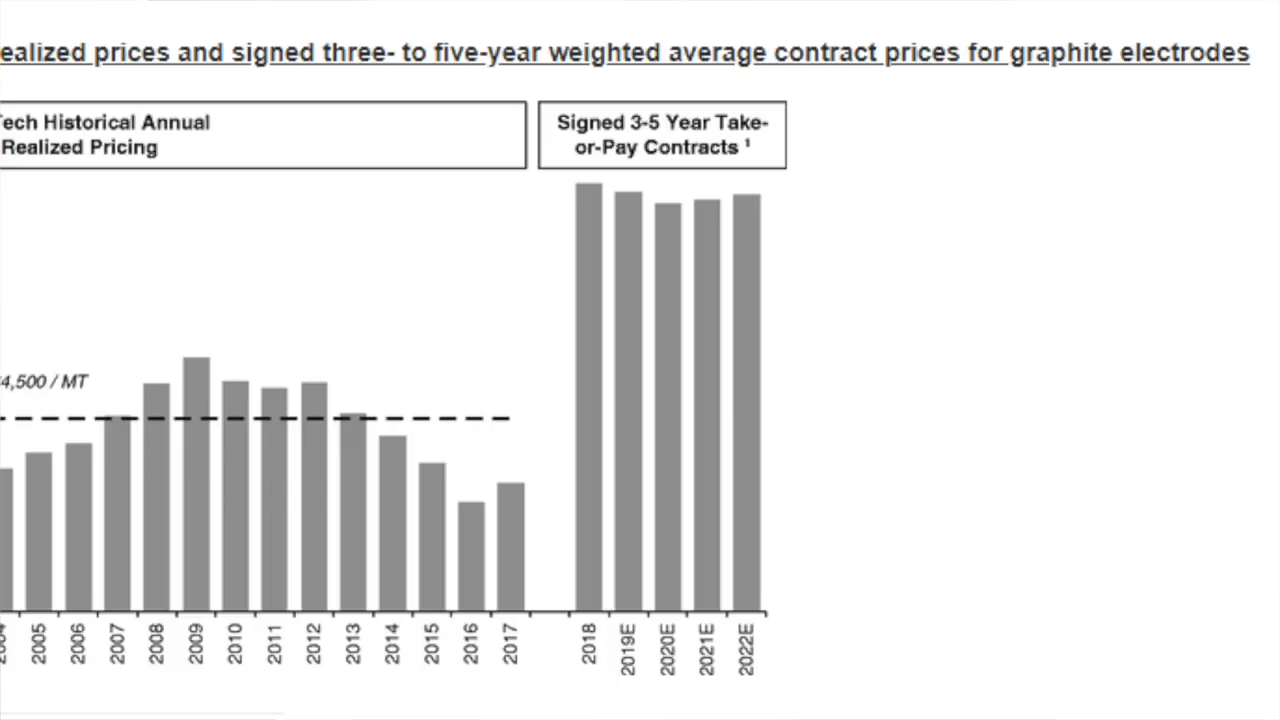 ealized prices and signed three- to five-year weighted average contract prices for graphite electrodes
Tech Historical Annual
Realized Pricing
Signed 3-5 Year Take-
or-Pay Contracts ¹
4,500 / MT
2004
2005
2006
2007
2008
2009
2010
2011
2012
2013
2014
2015
2016
2017
2018
2019E
2020E
2021E
2022E